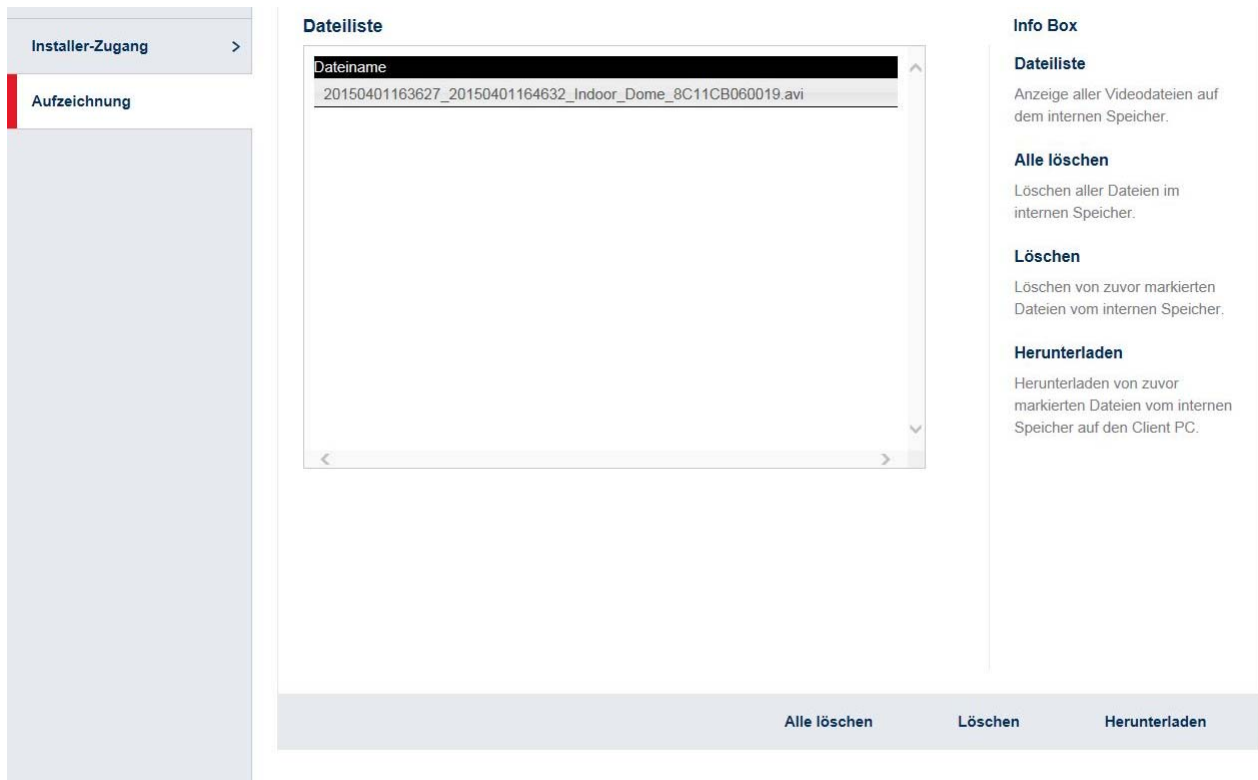 Installer-Zugang >
Aufzeichnung
Dateiliste
Dateiname
20150401163627_20150401164632_Indoor_Dome_8C11CB060019.avi
Info Box
Dateiliste
Anzeige aller Videodateien auf
dem internen Speicher.
Alle löschen
Löschen aller Dateien im
internen Speicher.
Löschen
Löschen von zuvor markierten
Dateien vom internen Speicher.
Herunterladen
Herunterladen von zuvor
markierten Dateien vom internen
Speicher auf den Client PC.
Alle löschen Löschen Herunterladen